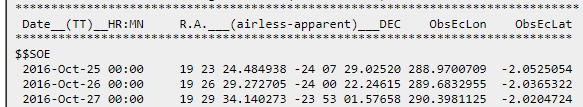 *******************************************************************************
Date__(TT)__HR:MN     R.A.___(airless-apparent)___DEC   ObsEcLon    ObsEcLat
*******************************************************************************
$$SOE
2016-Oct-25 00:00     19 23 24.484938 -24 07 29.02520 288.9700709  -2.0525054
2016-Oct-26 00:00     19 26 29.272705 -24 00 22.24615 289.6832955  -2.0365322
2016-Oct-27 00:00     19 29 34.140273 -23 53 01.57658 290.3981125  -2.0204724